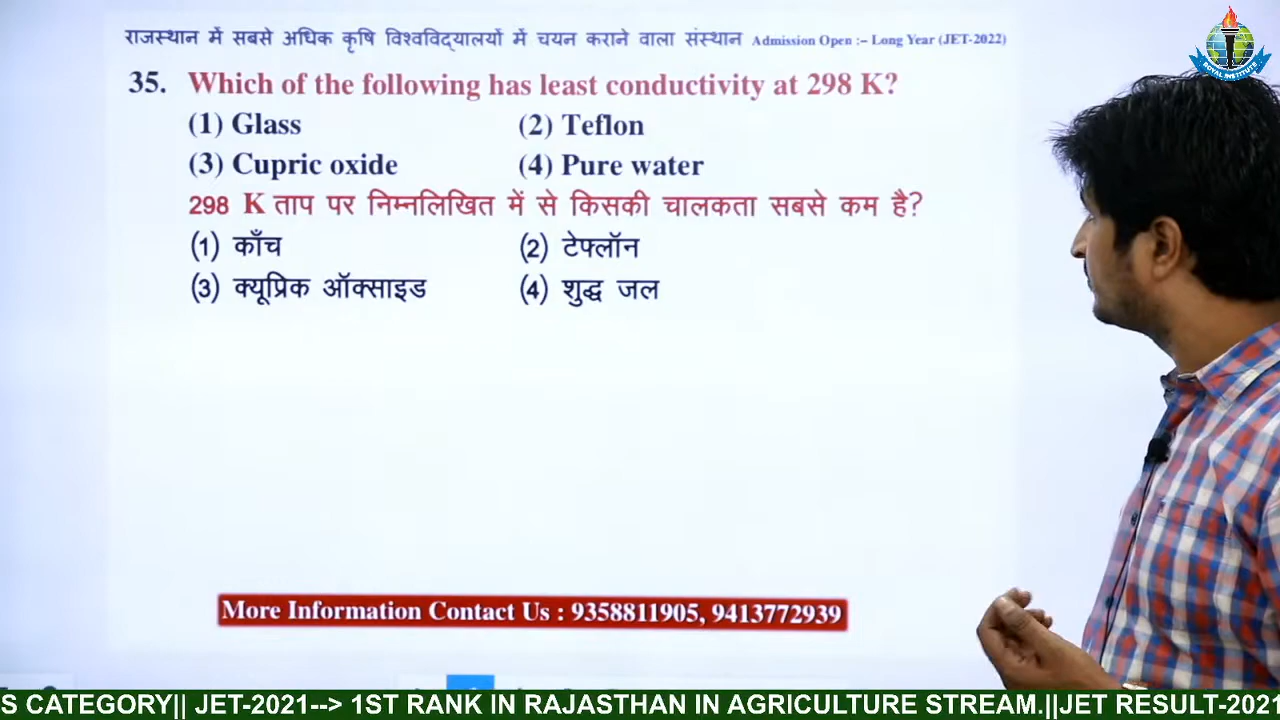 राजस्थान में सबसे अधिक कृषि विश्वविद्यालयों में चयन कराने वाला संस्थान Admission Open :– Long Year (JET-2022)
35. Which of the following has least conductivity at 298 K?
(1) Glass (2) Teflon
(3) Cupric oxide (4) Pure water
298 K ताप पर निम्नलिखित में से किसकी चालकता सबसे कम है?
(1) काँच (2) टेफ्लॉन
(3) क्यूप्रिक ऑक्साइड (4) शुद्ध जल
More Information Contact Us : 9358811905, 9413772939
S CATEGORY|| JET-2021--> 1ST RANK IN RAJASTHAN IN AGRICULTURE STREAM.||JET RESULT-2021
ROYAL INSTITUTE